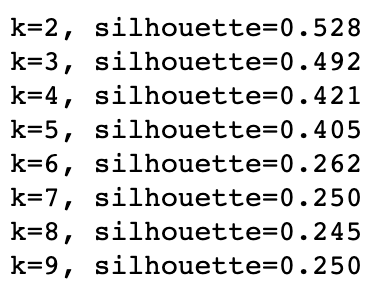 k=2, silhouette=0.528
k=3, silhouette=0.492
k=4, silhouette=0.421
k=5, silhouette=0.405
k=6, silhouette=0.262
k=7, silhouette=0.250
k=8, silhouette=0.245
k=9, silhouette=0.250